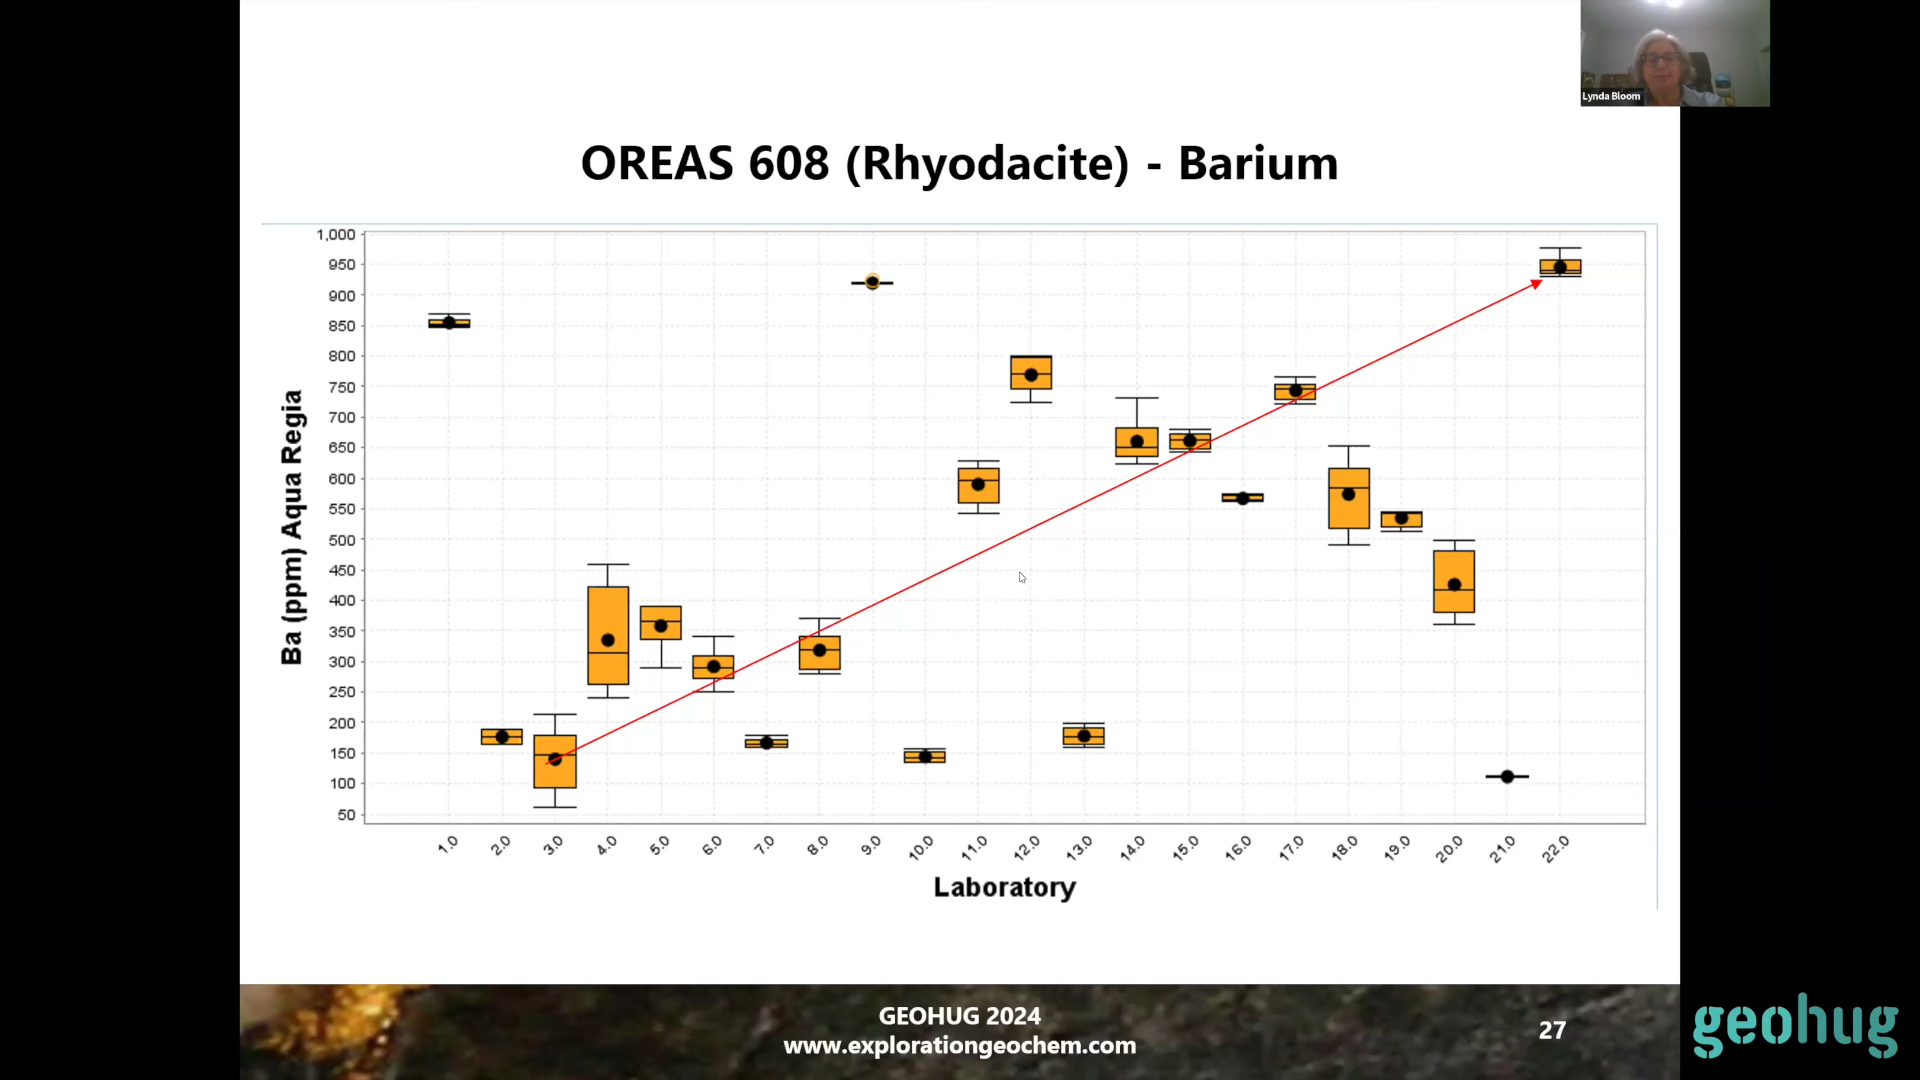 Lynda Bloom
OREAS 608 (Rhyodacite) - Barium
Ba (ppm) Aqua Regia
1,000
950
900
850
800
750
700
650
600
550
500
450
400
350
300
250
200
150
100
50
1.0 2.0 3.0 4.0 5.0 6.0 7.0 8.0 9.0 10.0 11.0 12.0 13.0 14.0 15.0 16.0 17.0 18.0 19.0 20.0 21.0 22.0
Laboratory
GEOHUG 2024
www.explorationgeochem.com
27
geohug